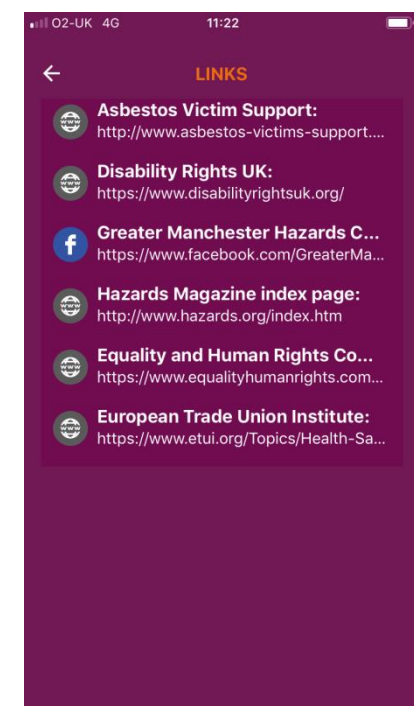 O2-UK 4G 11:22
LINKS
Asbestos Victim Support:
http://www.asbestos-victims-support....
Disability Rights UK:
https://www.disabilityrightsuk.org/
Greater Manchester Hazards C...
https://www.facebook.com/GreaterMa...
Hazards Magazine index page:
http://www.hazards.org/index.htm
Equality and Human Rights Co...
https://www.equalityhumanrights.com...
European Trade Union Institute:
https://www.etui.org/Topics/Health-Sa...